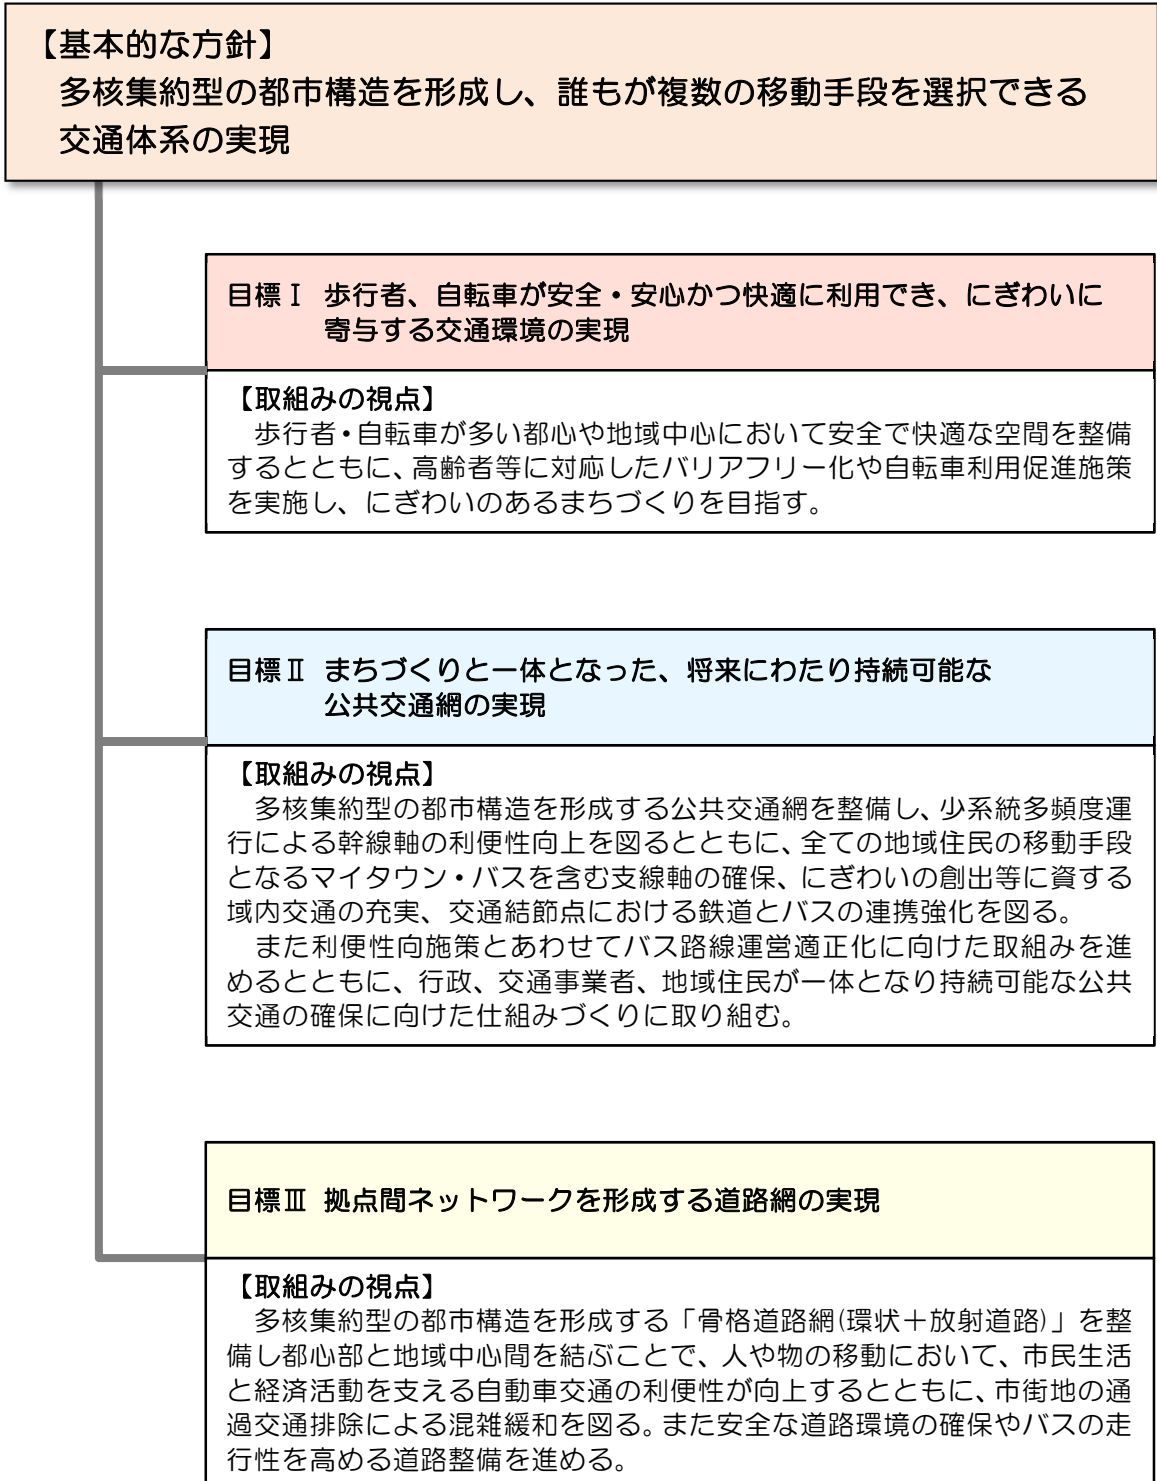 【基本的な方針】
多核集約型の都市構造を形成し、誰もが複数の移動手段を選択できる
交通体系の実現
目標Ⅰ 歩行者、自転車が安全・安心かつ快適に利用でき、にぎわいに
寄与する交通環境の実現
【取組みの視点】
歩行者・自転車が多い都心や地域中心において安全で快適な空間を整備
するとともに、高齢者等に対応したバリアフリー化や自転車利用促進施策
を実施し、にぎわいのあるまちづくりを目指す。
目標Ⅱ まちづくりと一体となった、将来にわたり持続可能な
公共交通網の実現
【取組みの視点】
多核集約型の都市構造を形成する公共交通網を整備し、少系統多頻度運
行による幹線軸の利便性向上を図るとともに、全ての地域住民の移動手段
となるマイタウン・バスを含む支線軸の確保、にぎわいの創出等に資する
域内交通の充実、交通結節点における鉄道とバスの連携強化を図る。
また利便性向施策とあわせてバス路線運営適正化に向けた取組みを進
めるとともに、行政、交通事業者、地域住民が一体となり持続可能な公共
交通の確保に向けた仕組みづくりに取り組む。
目標Ⅲ 拠点間ネットワークを形成する道路網の実現
【取組みの視点】
多核集約型の都市構造を形成する「骨格道路網(環状＋放射道路)」を整
備し都心部と地域中心間を結ぶことで、人や物の移動において、市民生活
と経済活動を支える自動車交通の利便性が向上するとともに、市街地の通
過交通排除による混雑緩和を図る。また安全な道路環境の確保やバスの走
行性を高める道路整備を進める。